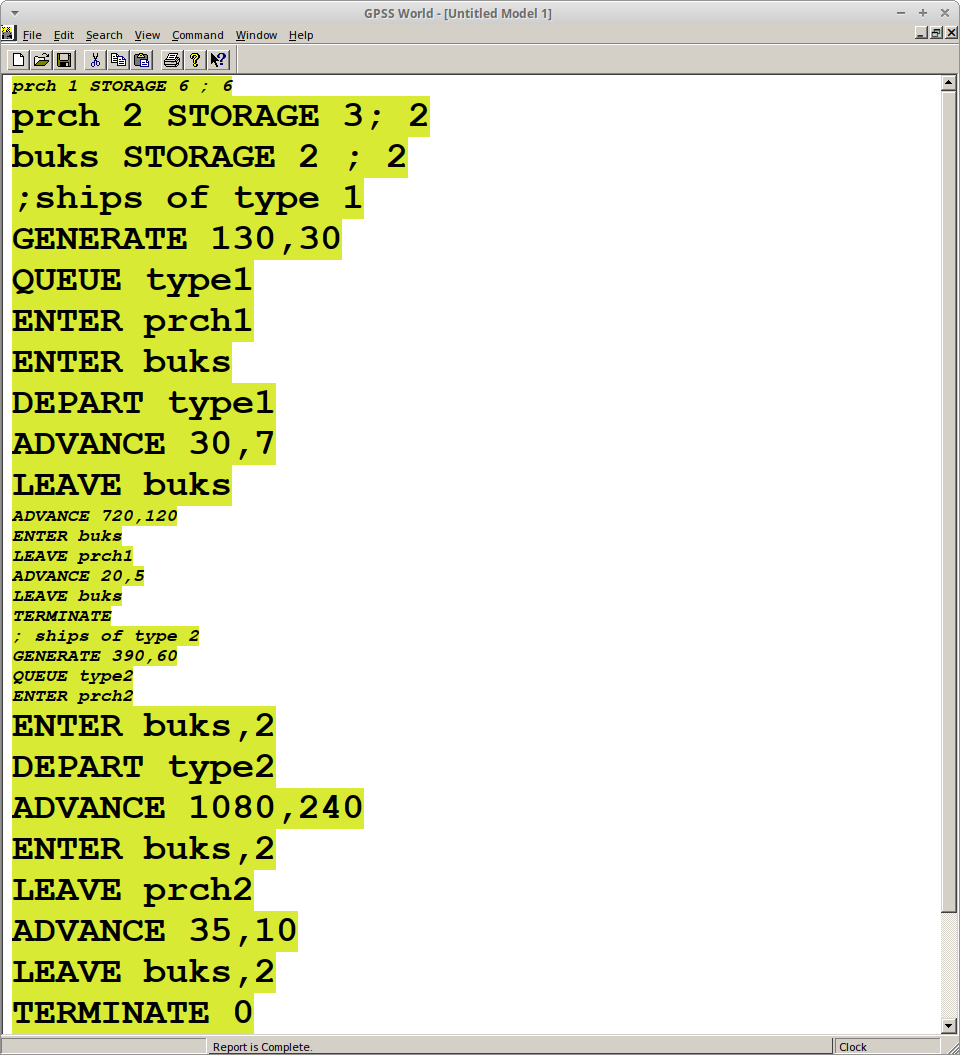 GPSS World - [Untitled Model 1]
File Edit Search View Command Window Help
prch 1 STORAGE 6 ; 6
prch 2 STORAGE 3; 2
buks STORAGE 2 ; 2
;ships of type 1
GENERATE 130,30
QUEUE type1
ENTER prch1
ENTER buks
DEPART type1
ADVANCE 30,7
LEAVE buks
ADVANCE 720,120
ENTER buks
LEAVE prch1
ADVANCE 20,5
LEAVE buks
TERMINATE
; ships of type 2
GENERATE 390,60
QUEUE type2
ENTER prch2
ENTER buks,2
DEPART type2
ADVANCE 1080,240
ENTER buks,2
LEAVE prch2
ADVANCE 35,10
LEAVE buks,2
TERMINATE 0
Report is Complete. Clock